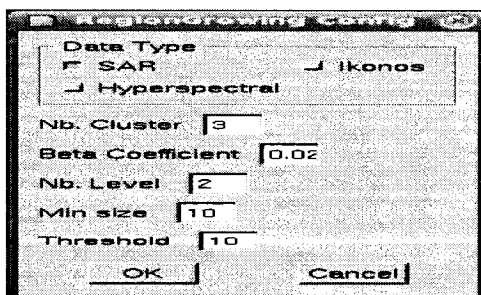 RegionGrowing Config
Data Type
SAR Ikonos
Hyperspectral
Nb. Cluster 3
Beta Coefficient 0.02
Nb. Level 2
Min size 10
Threshold 10
OK Cancel